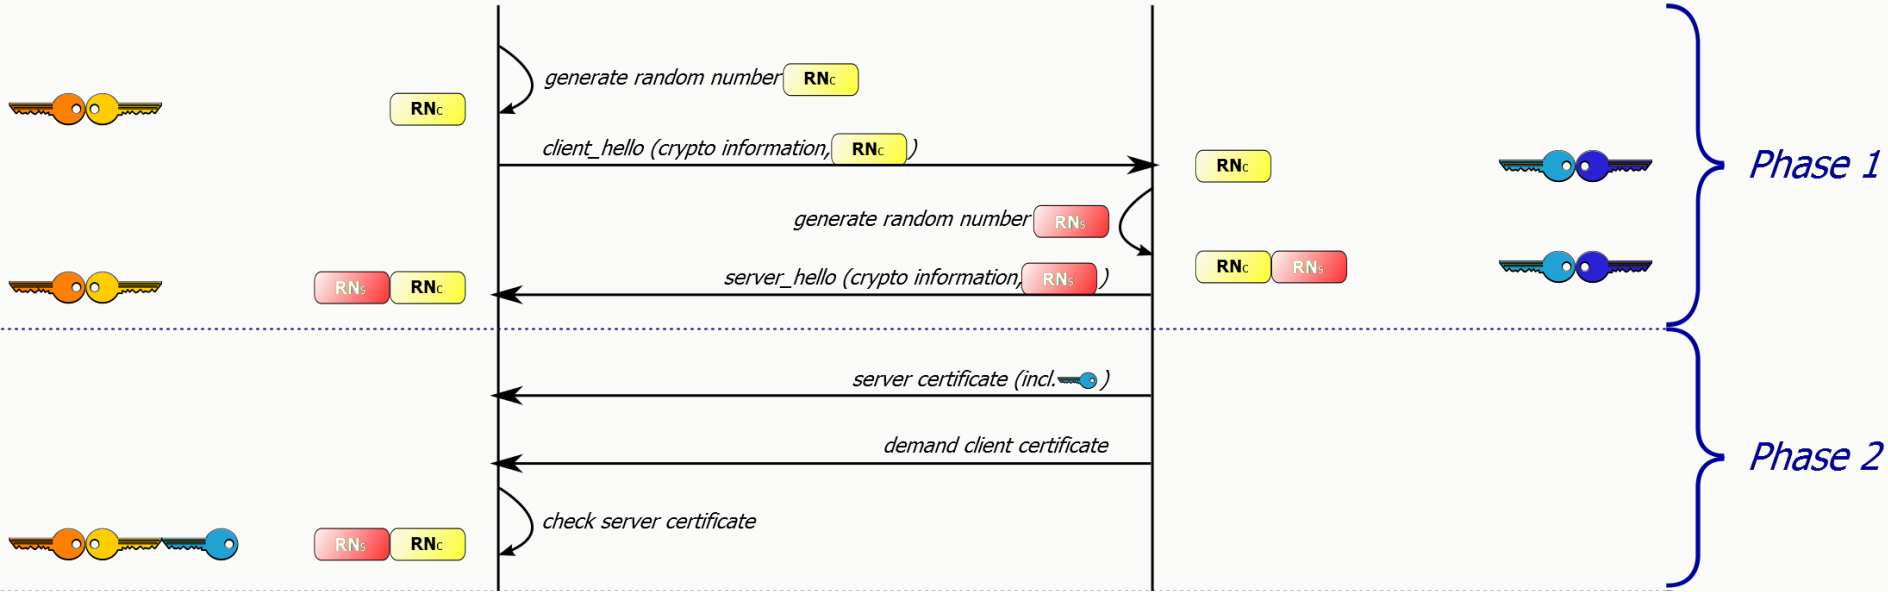 generate random number RNc
RNc
client_hello (crypto information, RNc )
RNc
Phase 1
generate random number RNs
RNc RNs
server_hello (crypto information, RNs )
RNs RNc
server certificate (incl. )
demand client certificate
Phase 2
check server certificate
RNs RNc